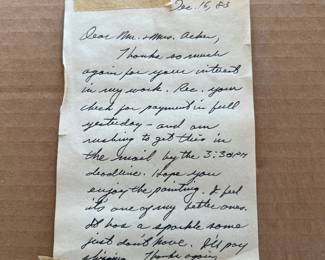 Dec. 15, 83
Dear Mr. & Mrs. Acker,
Thanks so much
again for your interest
in my work. Rec. your
check for payment in full
yesterday - and am
rushing to get this in
the mail by the 3:30 PM
deadline. Hope you
enjoy the painting. I feel
it's one of my better ones.
It has a sparkle some
just don't have. I'll pay
shipping. Thanks again,